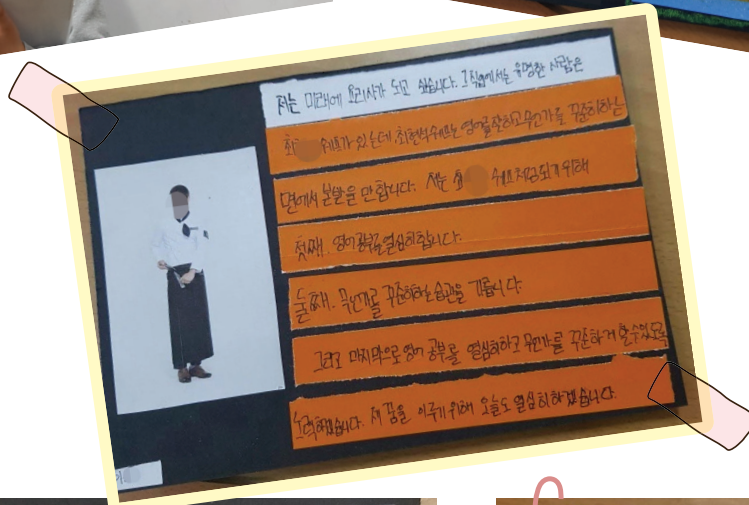 저는 미래에 요리사가 되고 싶습니다. 그 직업에서는 유명한 사람은
최 쉐프가 있는데, 최현석쉐프는 영어를 잘하고 무언가를 꾸준히하는
면에서 본받을 만 합니다. 저는 쉐프처럼 되기 위해
첫째. 영어공부를 열심히 합니다.
둘째. 무언가를 꾸준히하는 습관을 기릅니다.
그리고 마지막으로 영어 공부를 열심히하고 무언가를 꾸준하게 할 수 있도록
노력하겠습니다. 제 꿈을 이루기 위해 오늘도 열심히 하겠습니다.